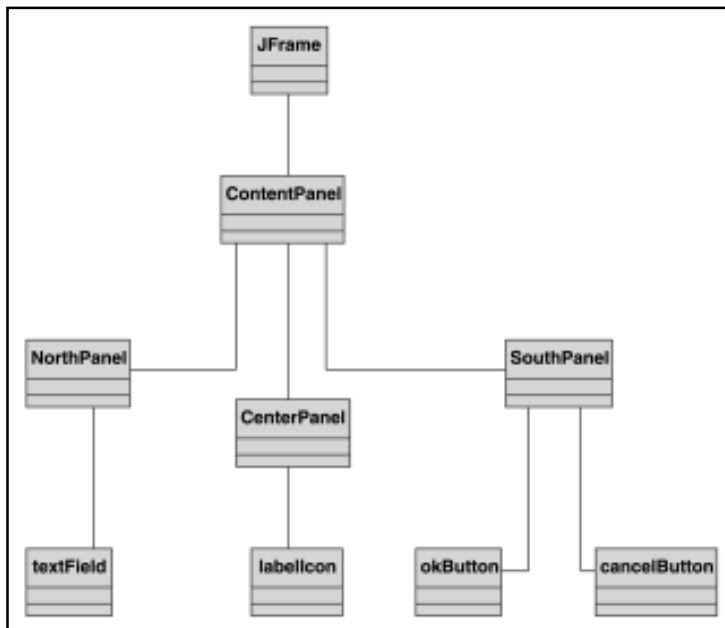 JFrame
ContentPanel
NorthPanel
SouthPanel
CenterPanel
textField
labelIcon
okButton
cancelButton